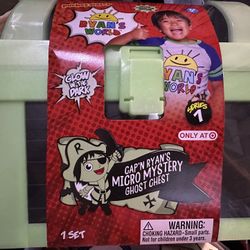 RYAN'S
WORLD
GLOW
IN THE
DARK
RYAN'S
WORLD
SERIES
1
ONLY AT
R
CAP'N RYAN'S
MICRO MYSTERY
GHOST CHEST
1 SET
WARNING:
CHOKING HAZARD-Small parts.
Not for children under 3 years.